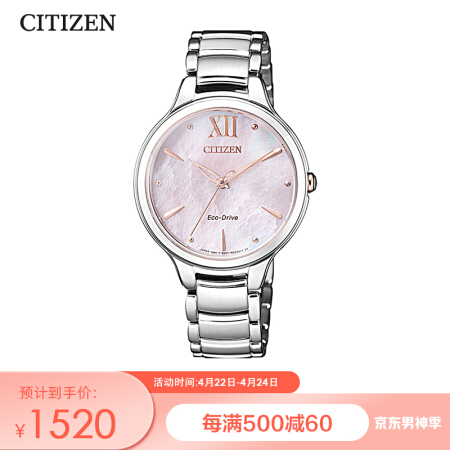 CITIZEN
XII
CITIZEN
Eco-Drive
活动时间:4月22日-4月24日
预计到手价:
¥1520
每满500减60
京东男神季